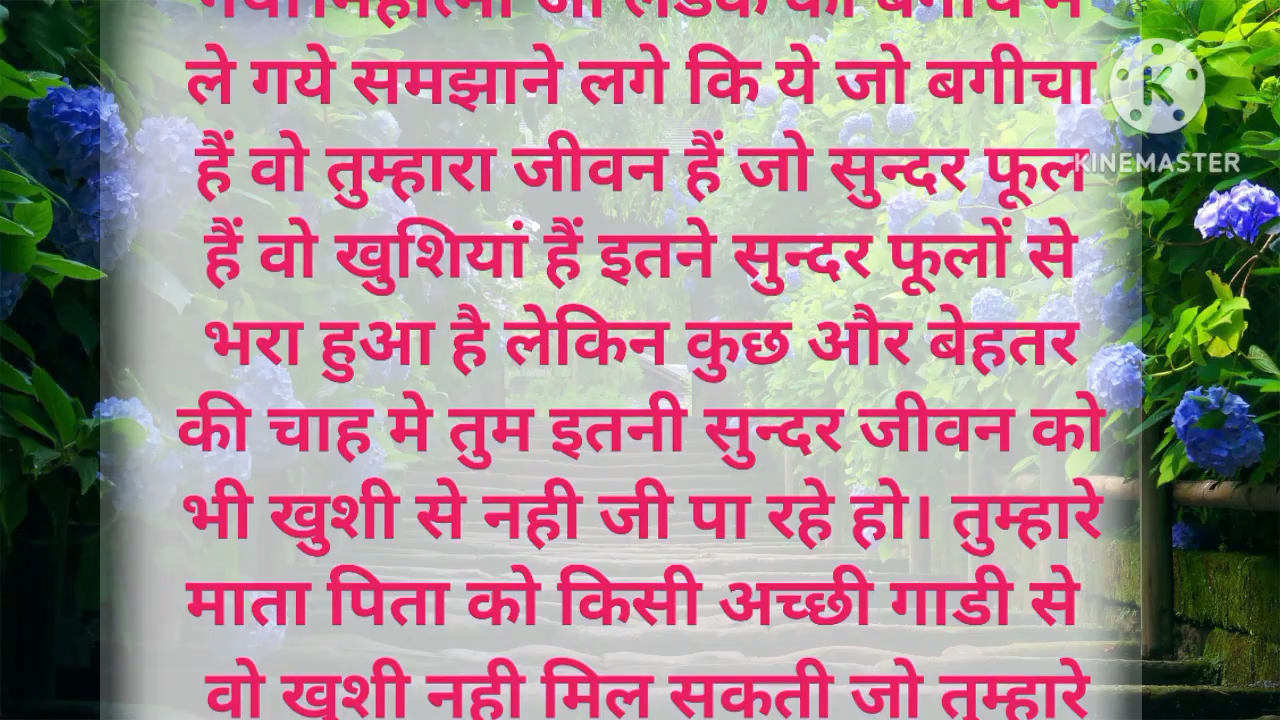 ले गये समझाने लगे कि ये जो बगीचा
हैं वो तुम्हारा जीवन हैं जो सुन्दर फूल
हैं वो खुशियां हैं इतने सुन्दर फूलों से
भरा हुआ है लेकिन कुछ और बेहतर
की चाह मे तुम इतनी सुन्दर जीवन को
भी खुशी से नही जी पा रहे हो। तुम्हारे
माता पिता को किसी अच्छी गाडी से
वो खुशी नही मिल सकती जो तुम्हारे
K
KINEMASTER